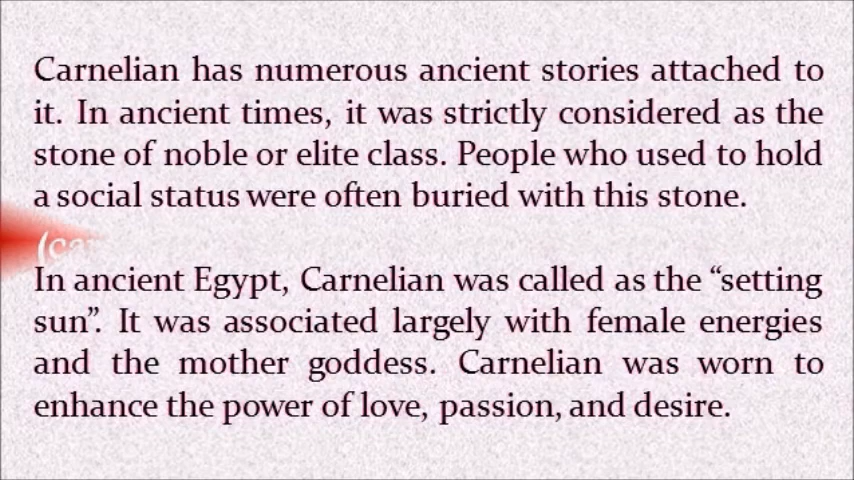 Carnelian has numerous ancient stories attached to
it. In ancient times, it was strictly considered as the
stone of noble or elite class. People who used to hold
a social status were often buried with this stone.
In ancient Egypt, Carnelian was called as the “setting
sun”. It was associated largely with female energies
and the mother goddess. Carnelian was worn to
enhance the power of love, passion, and desire.